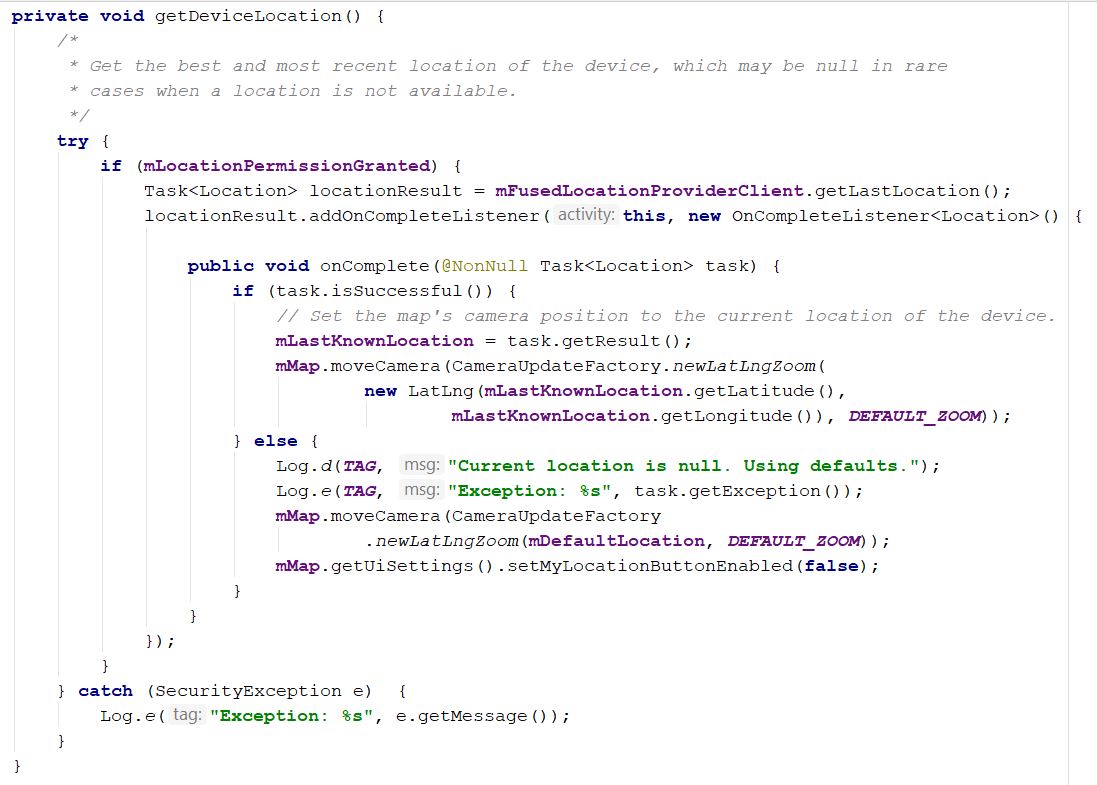 private void getDeviceLocation() {
    /*
     * Get the best and most recent location of the device, which may be null in rare
     * cases when a location is not available.
     */
    try {
        if (mLocationPermissionGranted) {
            Task<Location> locationResult = mFusedLocationProviderClient.getLastLocation();
            locationResult.addOnCompleteListener( activity: this, new OnCompleteListener<Location>() {
                public void onComplete(@NonNull Task<Location> task) {
                    if (task.isSuccessful()) {
                        // Set the map's camera position to the current location of the device.
                        mLastKnownLocation = task.getResult();
                        mMap.moveCamera(CameraUpdateFactory.newLatLngZoom(
                                new LatLng(mLastKnownLocation.getLatitude(),
                                        mLastKnownLocation.getLongitude()), DEFAULT_ZOOM));
                    } else {
                        Log.d(TAG, msg: "Current location is null. Using defaults.");
                        Log.e(TAG, msg: "Exception: %s", task.getException());
                        mMap.moveCamera(CameraUpdateFactory
                                .newLatLngZoom(mDefaultLocation, DEFAULT_ZOOM));
                        mMap.getUiSettings().setMyLocationButtonEnabled(false);
                    }
                }
            });
        }
    } catch (SecurityException e)  {
        Log.e( tag: "Exception: %s", e.getMessage());
    }
}